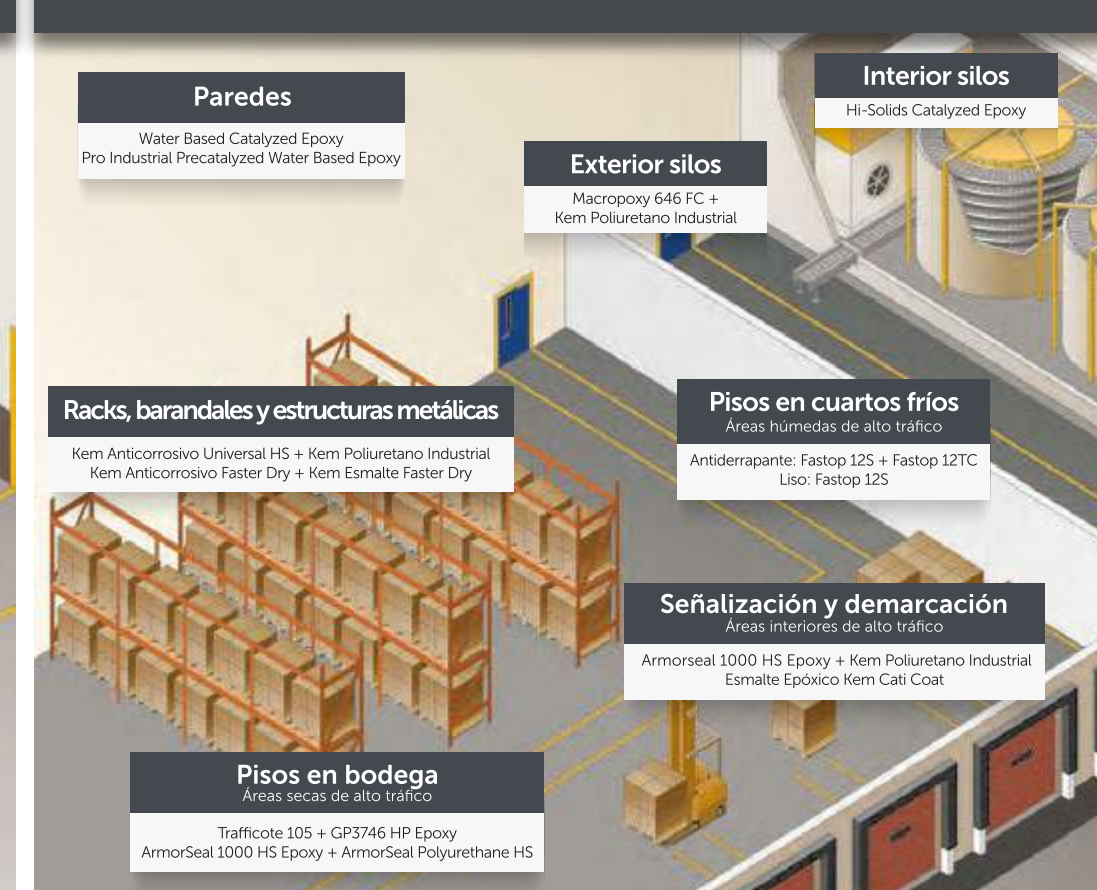 Paredes
Water Based Catalyzed Epoxy
Pro Industrial Precatalyzed Water Based Epoxy
Interior silos
Hi-Solids Catalyzed Epoxy
Exterior silos
Macropoxy 646 FC +
Kem Poliuretano Industrial
Racks, barandales y estructuras metálicas
Kem Anticorrosivo Universal HS + Kem Poliuretano Industrial
Kem Anticorrosivo Faster Dry + Kem Esmalte Faster Dry
Pisos en cuartos fríos
Áreas húmedas de alto tráfico
Antiderrapante: Fastop 12S + Fastop 12TC
Liso: Fastop 12S
Señalización y demarcación
Áreas interiores de alto tráfico
Armorseal 1000 HS Epoxy + Kem Poliuretano Industrial
Esmalte Epóxico Kem Cati Coat
Pisos en bodega
Áreas secas de alto tráfico
Trafficote 105 + GP3746 HP Epoxy
ArmorSeal 1000 HS Epoxy + ArmorSeal Polyurethane HS